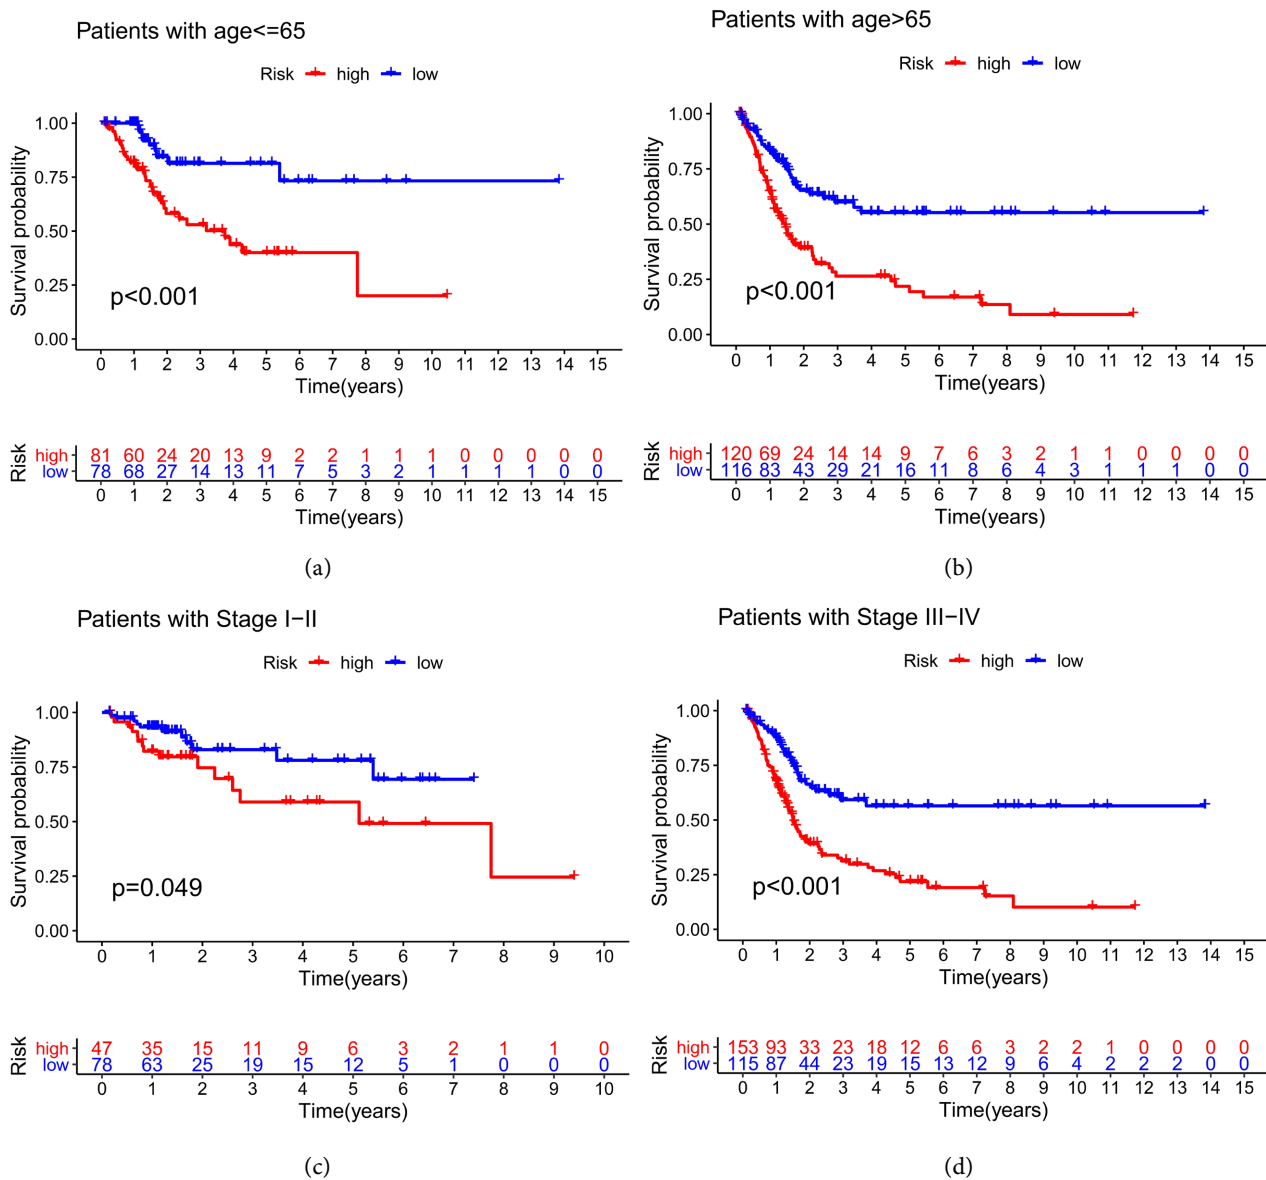 Patients with age<=65
Risk high low
Survival probability
1.00
0.75
0.50
0.25
0.00
p<0.001
0 1 2 3 4 5 6 7 8 9 10 11 12 13 14 15
Time(years)
Risk
high 81 60 24 20 13 9 2 2 1 1 1 0 0 0 0 0
low 78 68 27 14 13 11 7 5 3 2 1 1 1 1 0 0
0 1 2 3 4 5 6 7 8 9 10 11 12 13 14 15
Time(years)
(a)
Patients with age>65
Risk high low
Survival probability
1.00
0.75
0.50
0.25
0.00
p<0.001
0 1 2 3 4 5 6 7 8 9 10 11 12 13 14 15
Time(years)
Risk
high 120 69 24 14 14 9 7 6 3 2 1 1 0 0 0 0
low 116 83 43 29 21 16 11 8 6 4 3 1 1 1 0 0
0 1 2 3 4 5 6 7 8 9 10 11 12 13 14 15
Time(years)
(b)
Patients with Stage I−II
Risk high low
Survival probability
1.00
0.75
0.50
0.25
0.00
p=0.049
0 1 2 3 4 5 6 7 8 9 10
Time(years)
Risk
high 47 35 15 11 9 6 3 2 1 1 0
low 78 63 25 19 15 12 5 1 0 0 0
0 1 2 3 4 5 6 7 8 9 10
Time(years)
(c)
Patients with Stage III−IV
Risk high low
Survival probability
1.00
0.75
0.50
0.25
0.00
p<0.001
0 1 2 3 4 5 6 7 8 9 10 11 12 13 14 15
Time(years)
Risk
high 153 93 33 23 18 12 6 6 3 2 2 1 0 0 0 0
low 115 87 44 23 19 15 13 12 9 6 4 2 2 2 0 0
0 1 2 3 4 5 6 7 8 9 10 11 12 13 14 15
Time(years)
(d)